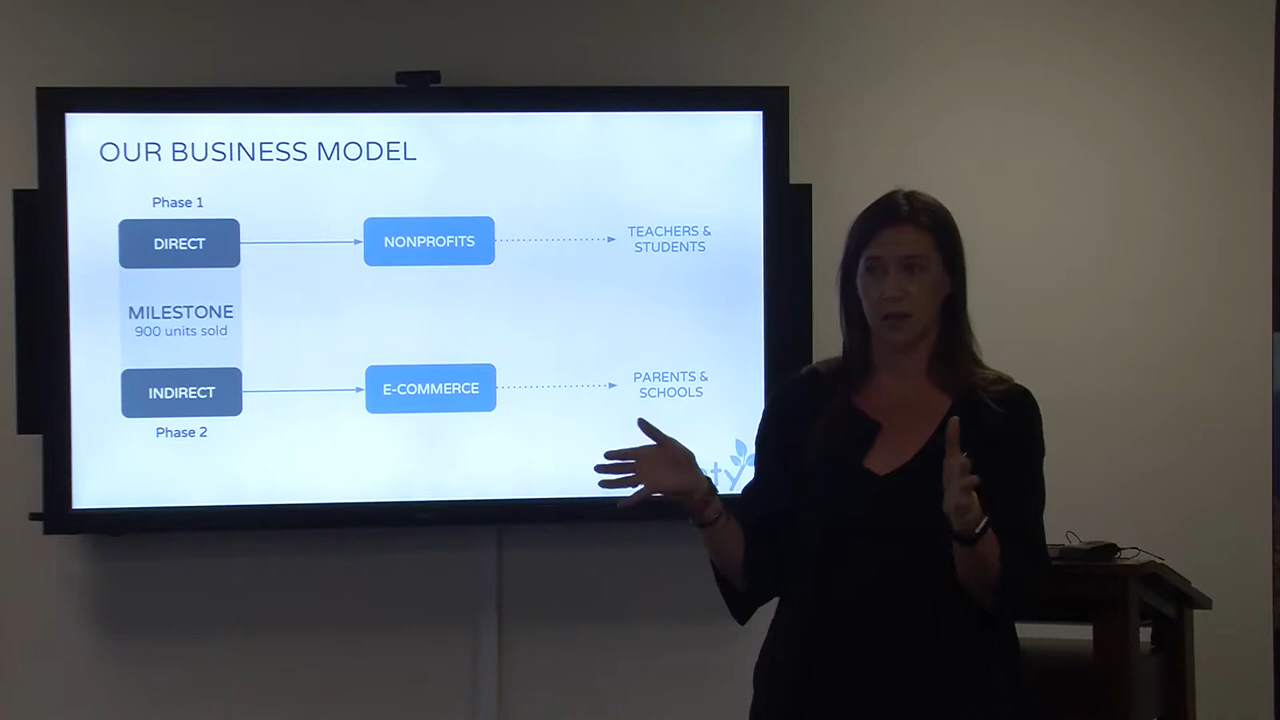 OUR BUSINESS MODEL
Phase 1
DIRECT
NONPROFITS
TEACHERS &
STUDENTS
MILESTONE
900 units sold
INDIRECT
E-COMMERCE
PARENTS &
SCHOOLS
Phase 2